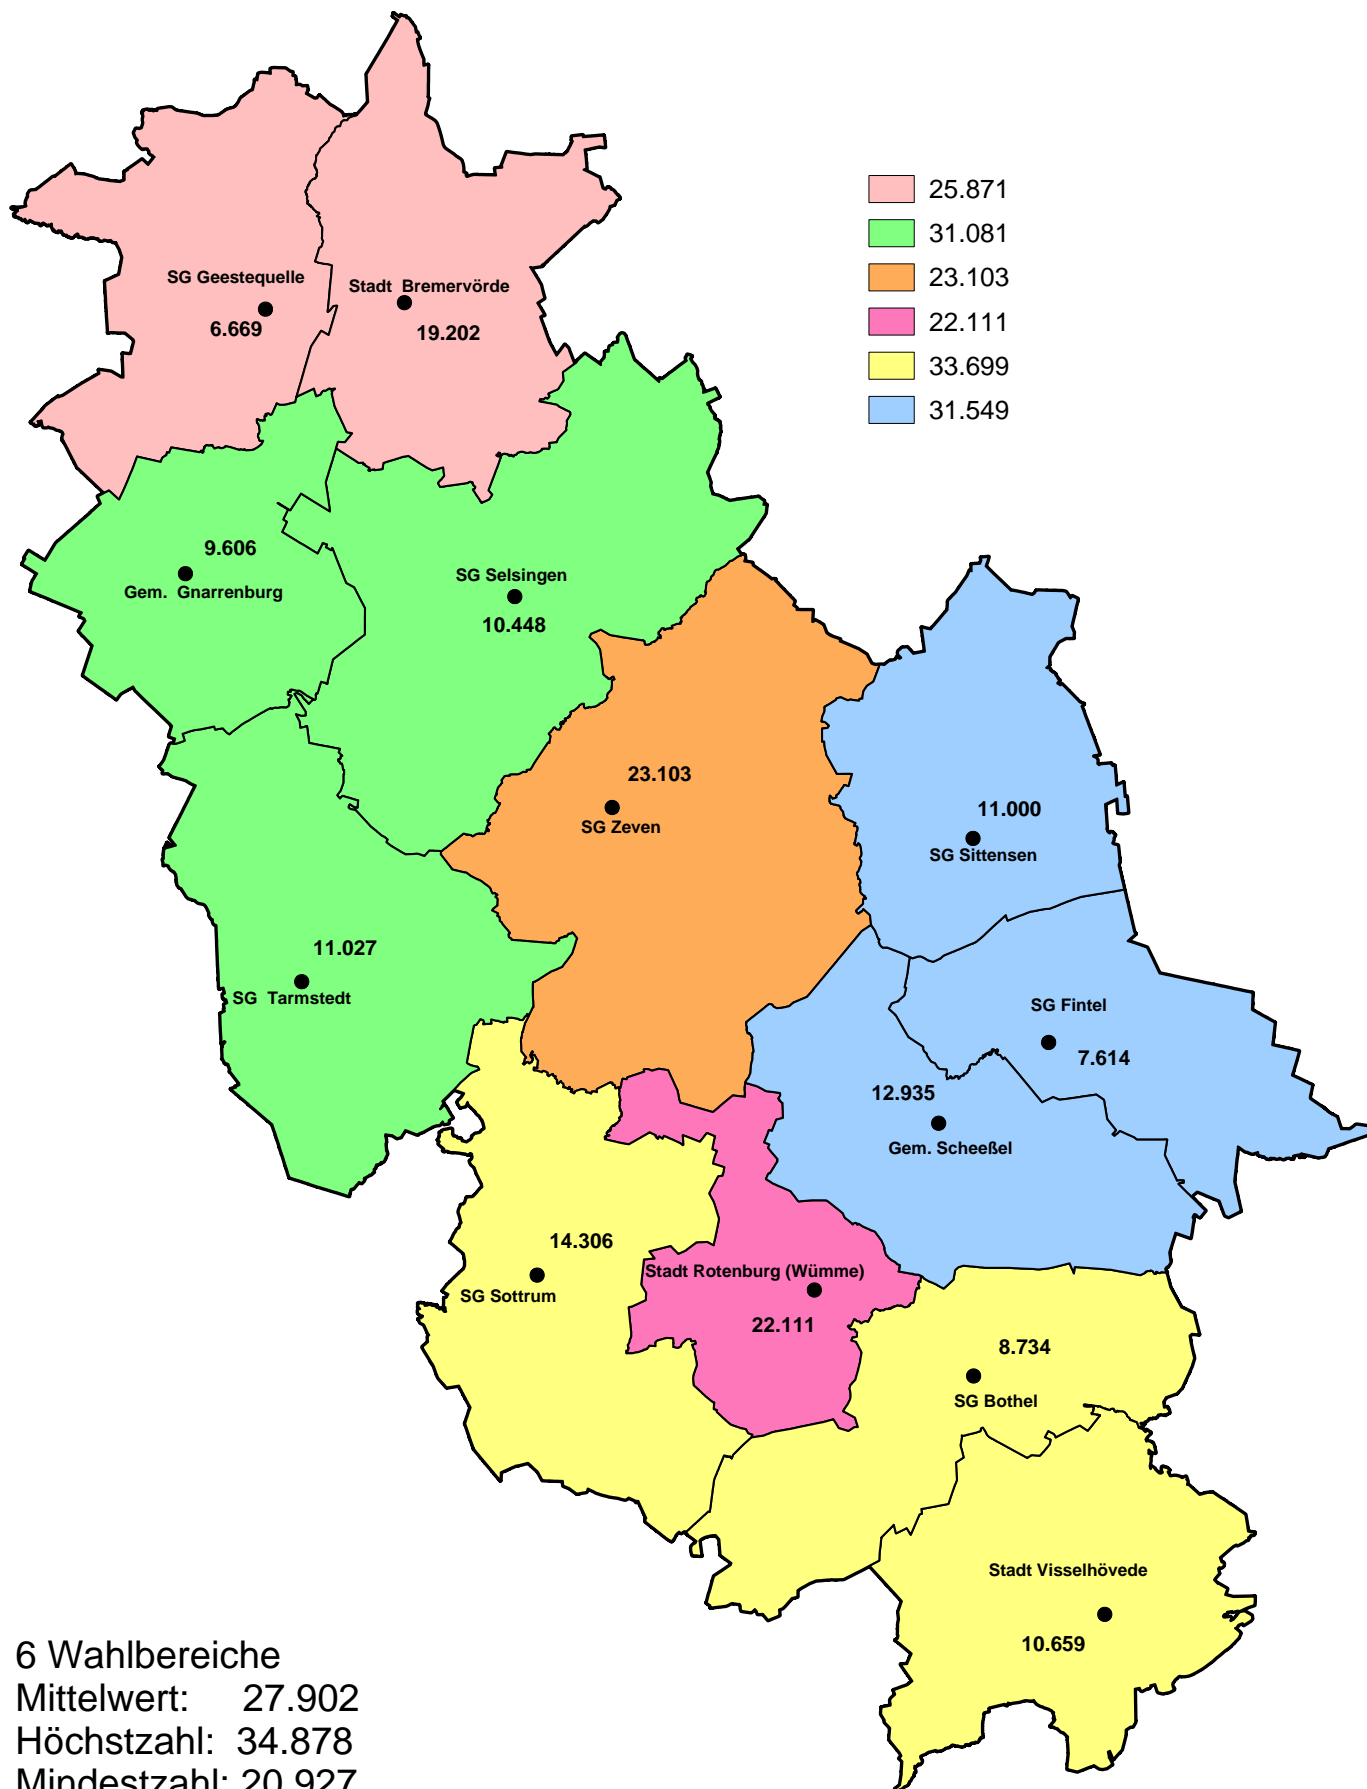 25.871
31.081
23.103
22.111
33.699
31.549
SG Geestequelle
6.669
Stadt  Bremervörde
19.202
9.606
Gem.  Gnarrenburg
SG Selsingen
10.448
23.103
SG Zeven
11.000
SG Sittensen
11.027
SG  Tarmstedt
SG Fintel
7.614
12.935
Gem. Scheeßel
14.306
SG Sottrum
Stadt Rotenburg (Wümme)
22.111
8.734
SG Bothel
Stadt Visselhövede
10.659
6 Wahlbereiche
Mittelwert: 27.902
Höchstzahl: 34.878
Mindestzahl: 20.927